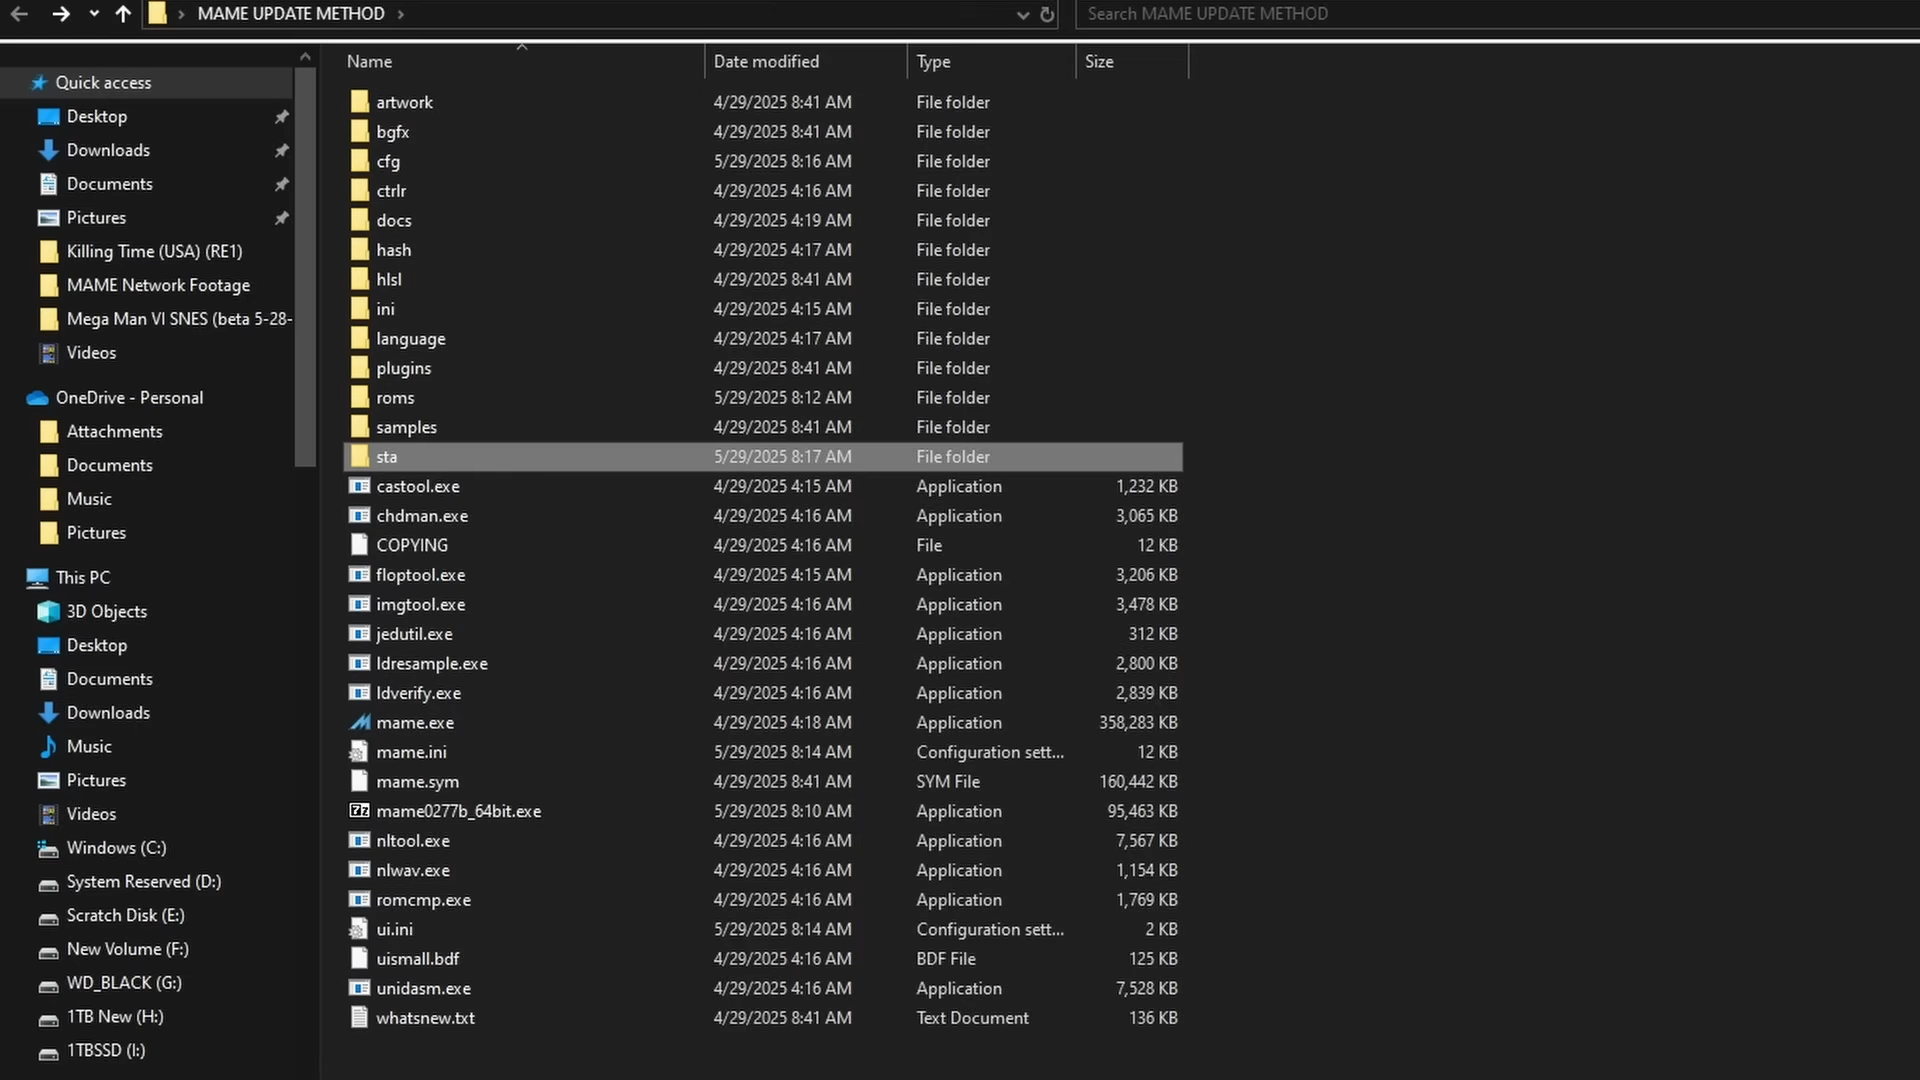 MAME UPDATE METHOD
Search MAME UPDATE METHOD
Name Date modified Type Size
Quick access
Desktop
Downloads
Documents
Pictures
Killing Time (USA) (RE1)
MAME Network Footage
Mega Man VI SNES (beta 5-28-
Videos
OneDrive - Personal
Attachments
Documents
Music
Pictures
This PC
3D Objects
Desktop
Documents
Downloads
Music
Pictures
Videos
Windows (C:)
System Reserved (D:)
Scratch Disk (E:)
New Volume (F:)
WD_BLACK (G:)
1TB New (H:)
1TBSSD (I:)
artwork 4/29/2025 8:41 AM File folder
bgfx 4/29/2025 8:41 AM File folder
cfg 5/29/2025 8:16 AM File folder
ctrlr 4/29/2025 4:16 AM File folder
docs 4/29/2025 4:19 AM File folder
hash 4/29/2025 4:17 AM File folder
hlsl 4/29/2025 8:41 AM File folder
ini 4/29/2025 4:15 AM File folder
language 4/29/2025 4:17 AM File folder
plugins 4/29/2025 8:41 AM File folder
roms 5/29/2025 8:12 AM File folder
samples 4/29/2025 8:41 AM File folder
sta 5/29/2025 8:17 AM File folder
castool.exe 4/29/2025 4:15 AM Application 1,232 KB
chdman.exe 4/29/2025 4:16 AM Application 3,065 KB
COPYING 4/29/2025 4:16 AM File 12 KB
floptool.exe 4/29/2025 4:15 AM Application 3,206 KB
imgtool.exe 4/29/2025 4:16 AM Application 3,478 KB
jedutil.exe 4/29/2025 4:16 AM Application 312 KB
ldresample.exe 4/29/2025 4:16 AM Application 2,800 KB
ldverify.exe 4/29/2025 4:16 AM Application 2,839 KB
mame.exe 4/29/2025 4:18 AM Application 358,283 KB
mame.ini 5/29/2025 8:14 AM Configuration sett... 12 KB
mame.sym 4/29/2025 8:41 AM SYM File 160,442 KB
mame0277b_64bit.exe 5/29/2025 8:10 AM Application 95,463 KB
nltool.exe 4/29/2025 4:16 AM Application 7,567 KB
nlwav.exe 4/29/2025 4:16 AM Application 1,154 KB
romcmp.exe 4/29/2025 4:16 AM Application 1,769 KB
ui.ini 5/29/2025 8:14 AM Configuration sett... 2 KB
uismall.bdf 4/29/2025 4:16 AM BDF File 125 KB
unidasm.exe 4/29/2025 4:16 AM Application 7,528 KB
whatsnew.txt 4/29/2025 8:41 AM Text Document 136 KB